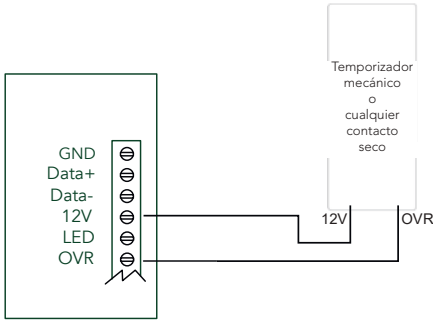 Temporizador
mecánico
o
cualquier
contacto
seco
GND
Data+
Data-
12V
LED
OVR
12V
OVR